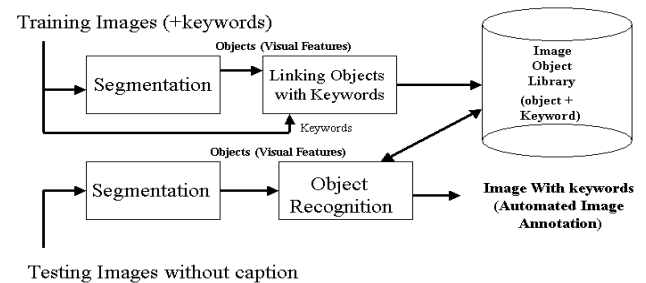 Training Images (+keywords)
Objects (Visual Features)
Segmentation
Linking Objects
with Keywords
Image
Object
Library
(object +
Keyword)
Keywords
Objects (Visual Features)
Segmentation
Object
Recognition
Image With keywords
(Automated Image
Annotation)
Testing Images without caption